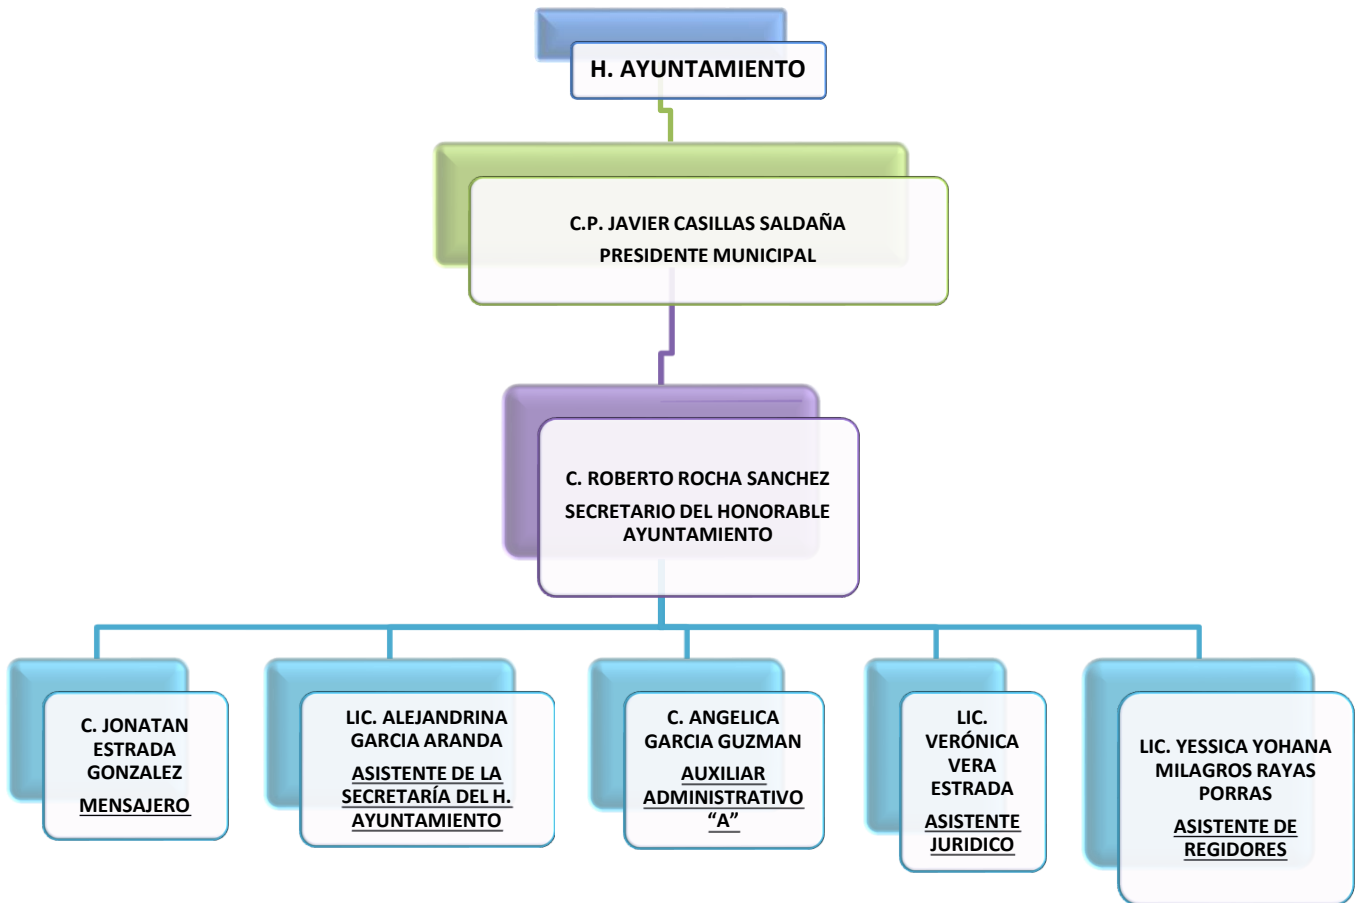 H. AYUNTAMIENTO
C.P. JAVIER CASILLAS SALDAÑA
PRESIDENTE MUNICIPAL
C. ROBERTO ROCHA SANCHEZ
SECRETARIO DEL HONORABLE
AYUNTAMIENTO
C. JONATAN
ESTRADA
GONZALEZ
MENSAJERO
LIC. ALEJANDRINA
GARCIA ARANDA
ASISTENTE DE LA
SECRETARÍA DEL H.
AYUNTAMIENTO
C. ANGELICA
GARCIA GUZMAN
AUXILIAR
ADMINISTRATIVO
“A”
LIC.
VERÓNICA
VERA
ESTRADA
ASISTENTE
JURIDICO
LIC. YESSICA YOHANA
MILAGROS RAYAS
PORRAS
ASISTENTE DE
REGIDORES